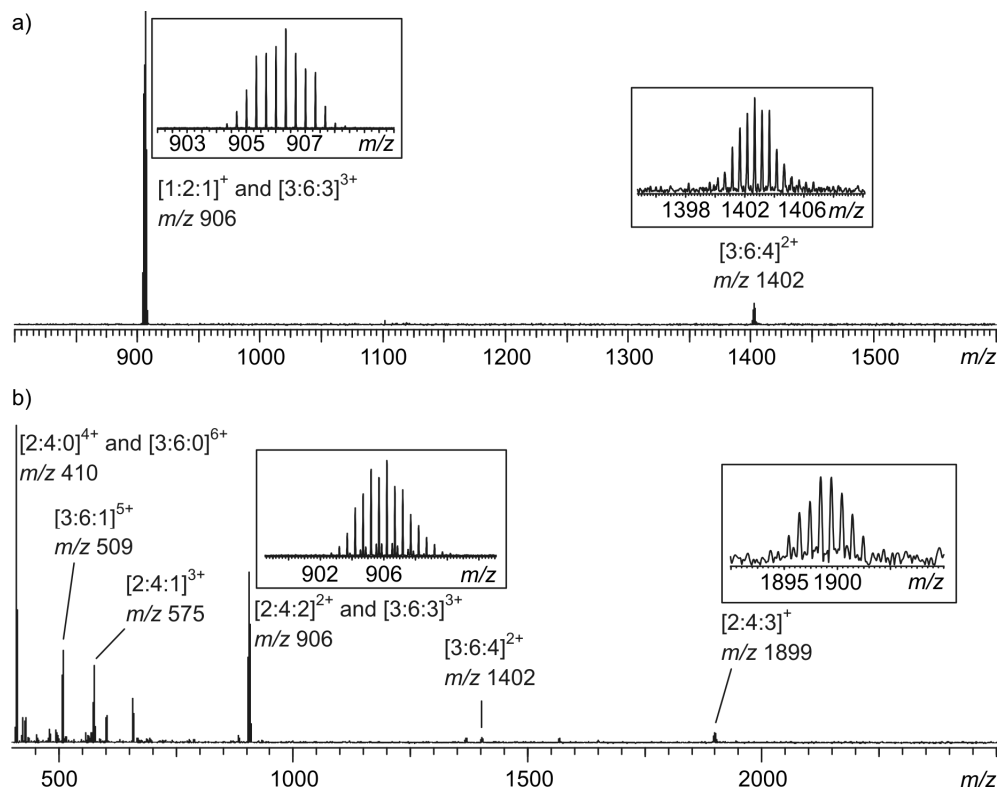 a)
903 905 907 m/z
[1:2:1]+ and [3:6:3]3+
m/z 906
1398 1402 1406 m/z
[3:6:4]2+
m/z 1402
900 1000 1100 1200 1300 1400 1500 m/z
b)
[2:4:0]4+ and [3:6:0]6+
m/z 410
[3:6:1]5+
m/z 509
[2:4:1]3+
m/z 575
902 906 m/z
[2:4:2]2+ and [3:6:3]3+
m/z 906
[3:6:4]2+
m/z 1402
1895 1900 m/z
[2:4:3]+
m/z 1899
500 1000 1500 2000 m/z